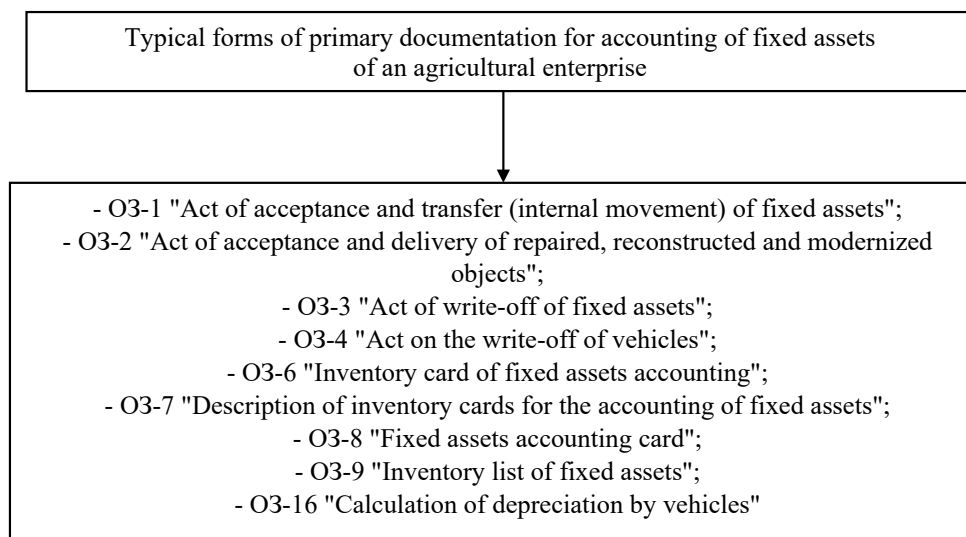 Typical forms of primary documentation for accounting of fixed assets
of an agricultural enterprise
- ОЗ-1 "Act of acceptance and transfer (internal movement) of fixed assets";
- ОЗ-2 "Act of acceptance and delivery of repaired, reconstructed and modernized
objects";
- ОЗ-3 "Act of write-off of fixed assets";
- ОЗ-4 "Act on the write-off of vehicles";
- ОЗ-6 "Inventory card of fixed assets accounting";
- ОЗ-7 "Description of inventory cards for the accounting of fixed assets";
- ОЗ-8 "Fixed assets accounting card";
- ОЗ-9 "Inventory list of fixed assets";
- ОЗ-16 "Calculation of depreciation by vehicles"